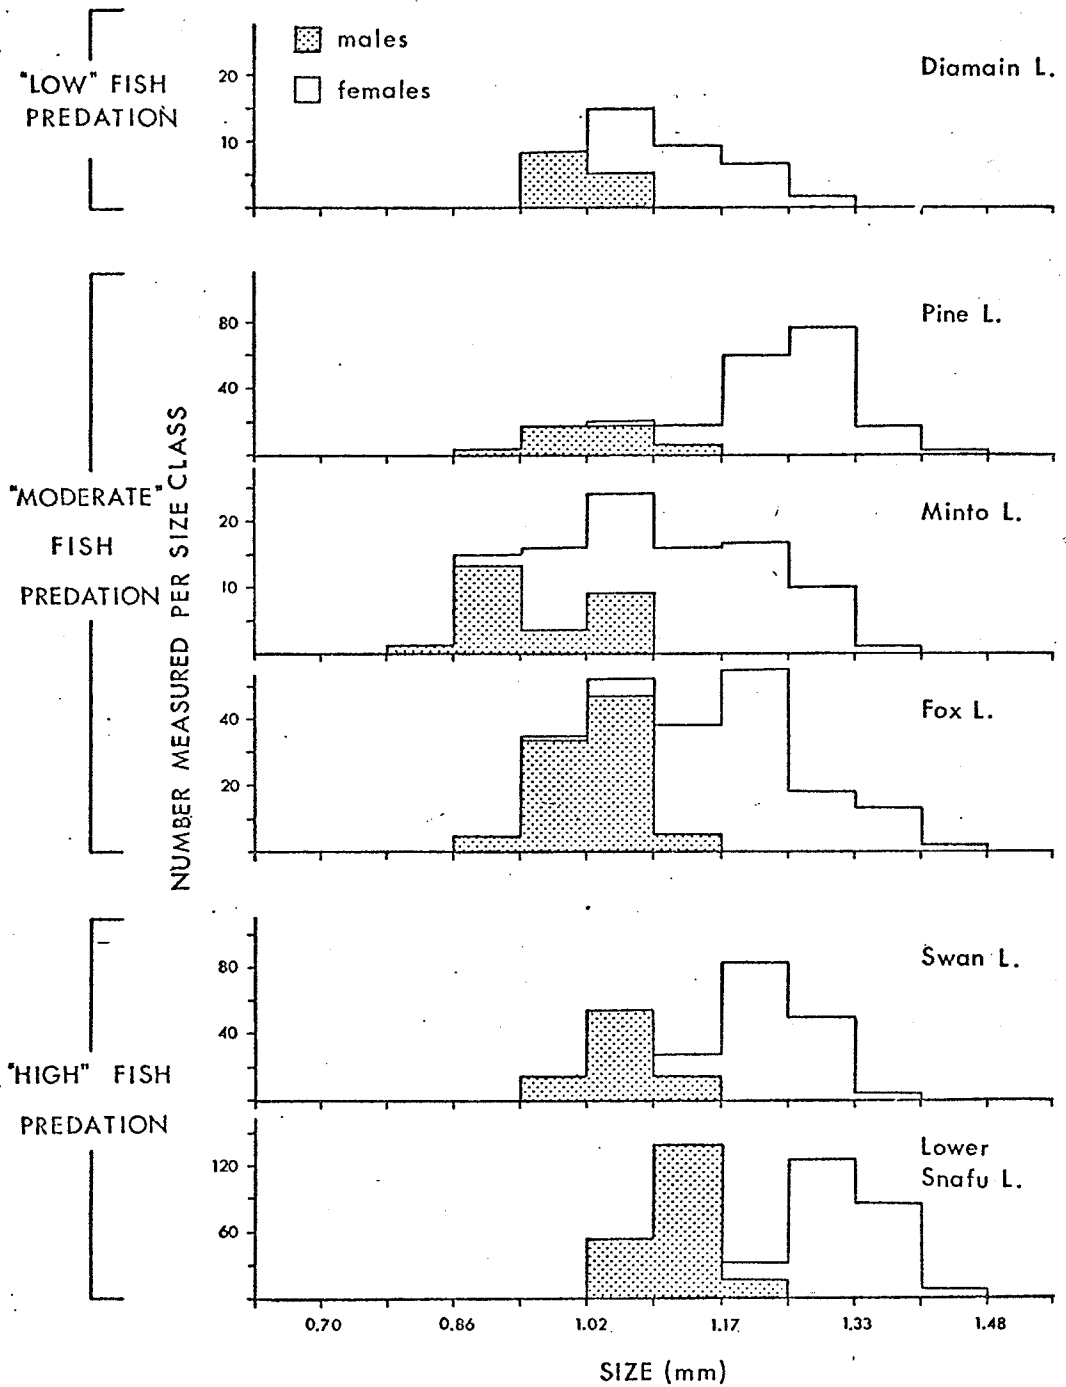 males
females
"LOW" FISH
PREDATION
Diamain L.
20
10
Pine L.
80
40
"MODERATE"
FISH
PREDATION
NUMBER MEASURED PER SIZE CLASS
Minto L.
20
10
Fox L.
40
20
"HIGH" FISH
PREDATION
Swan L.
80
40
Lower
Snafu L.
120
60
0.70 0.86 1.02 1.17 1.33 1.48
SIZE (mm)